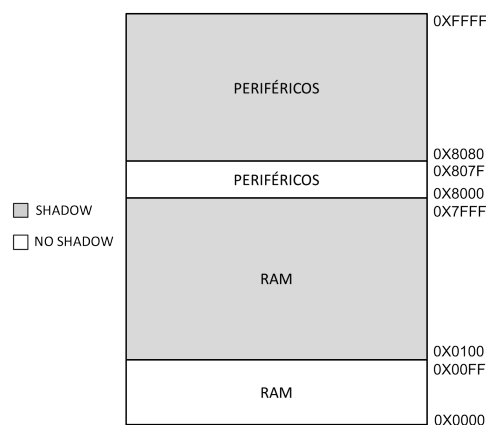 0XFFFF
PERIFÉRICOS
0X8080
0X807F
PERIFÉRICOS
0X8000
0X7FFF
SHADOW
NO SHADOW
RAM
0X0100
0X00FF
RAM
0X0000